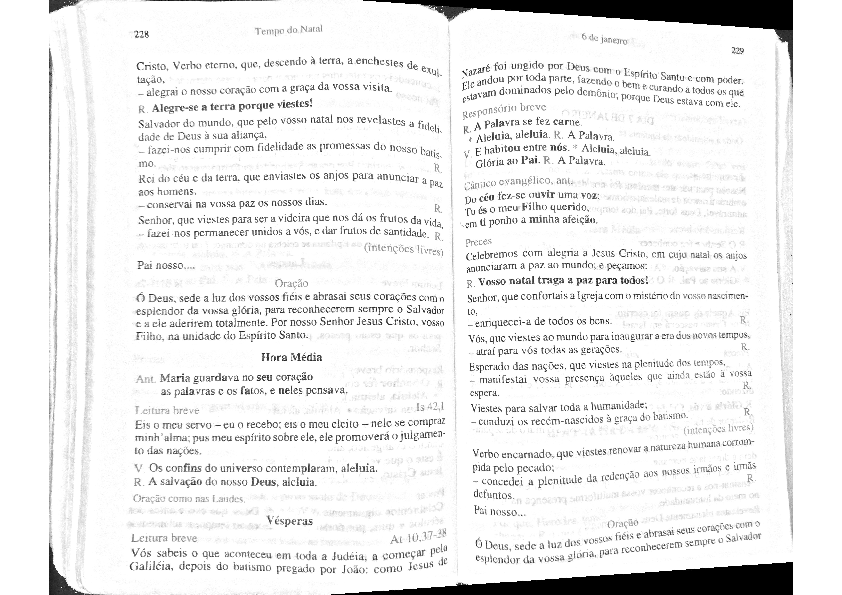 228
Tempo do Natal
Cristo, Verbo eterno, que, descendo à terra, a enchestes de exul-
tação,
– alegrai o nosso coração com a graça da vossa visita.
R. Alegre-se a terra porque viestes!
Salvador do mundo, que pelo vosso natal nos revelastes a fideli-
dade de Deus à sua aliança,
– fazei-nos cumprir com fidelidade as promessas do nosso batis-
mo. R.
Rei do céu e da terra, que enviastes os anjos para anunciar a paz
aos homens,
– conservai na vossa paz os nossos dias. R.
Senhor, que viestes para ser a videira que nos dá os frutos da vida,
– fazei-nos permanecer unidos a vós, e dar frutos de santidade. R.
(intenções livres)
Pai nosso....
Oração
Ó Deus, sede a luz dos vossos fiéis e abrasai seus corações com o
esplendor da vossa glória, para reconhecerem sempre o Salvador
e a ele aderirem totalmente. Por nosso Senhor Jesus Cristo, vosso
Filho, na unidade do Espírito Santo.
Hora Média
Ant. Maria guardava no seu coração
as palavras e os fatos, e neles pensava.
Leitura breve Is 42,1
Eis o meu servo – eu o recebo; eis o meu eleito – nele se compraz
minh'alma; pus meu espírito sobre ele, ele promoverá o julgamen-
to das nações.
V Os confins do universo contemplaram, aleluia.
R. A salvação do nosso Deus, aleluia.
Oração como nas Laudes.
Vésperas
Leitura breve At 10,37-38
Vós sabeis o que aconteceu em toda a Judéia, a começar pela
Galiléia, depois do batismo pregado por João: como Jesus de
6 de janeiro
229
Nazaré foi ungido por Deus com o Espírito Santo e com poder.
Ele andou por toda parte, fazendo o bem e curando a todos os que
estavam dominados pelo demônio; porque Deus estava com ele.
Responsório breve
R. A Palavra se fez carne.
* Aleluia, aleluia. R. A Palavra.
V. E habitou entre nós. * Aleluia, aleluia.
Glória ao Pai. R. A Palavra.
Cântico evangélico, ant.
Do céu fez-se ouvir uma voz:
Tu és o meu Filho querido,
em ti ponho a minha afeição.
Preces
Celebremos com alegria a Jesus Cristo, em cujo natal os anjos
anunciaram a paz ao mundo; e peçamos:
R. Vosso natal traga a paz para todos!
Senhor, que confortais a Igreja com o mistério do vosso nascimen-
to,
– enriquecei-a de todos os bens. R.
Vós, que viestes ao mundo para inaugurar a era dos novos tempos,
– atraí para vós todas as gerações. R.
Esperado das nações, que viestes na plenitude dos tempos,
– manifestai vossa presença àqueles que ainda estão à vossa
espera. R.
Viestes para salvar toda a humanidade;
– conduzi os recém-nascidos à graça do batismo. R.
(intenções livres)
Verbo encarnado, que viestes renovar a natureza humana corrom-
pida pelo pecado;
– concedei a plenitude da redenção aos nossos irmãos e irmãs
defuntos. R.
Pai nosso...
Oração
Ó Deus, sede a luz dos vossos fiéis e abrasai seus corações com o
esplendor da vossa glória, para reconhecerem sempre o Salvador